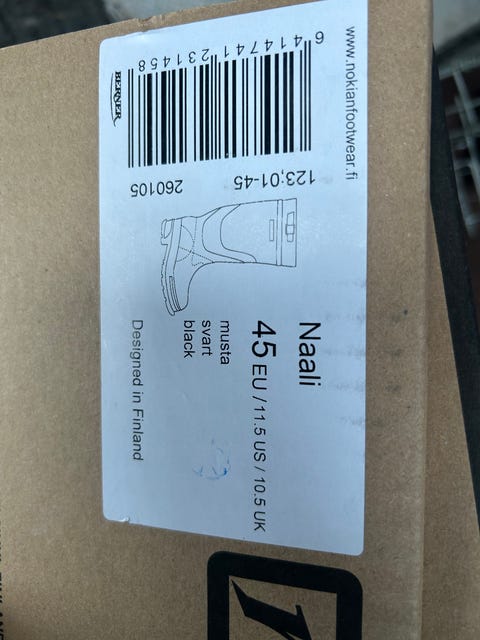 www.nokianfootwear.fi
6 414741 231458
BERNER
123;01-45
260105
Naali
45 EU / 11.5 US / 10.5 UK
musta
svart
black
Designed in Finland